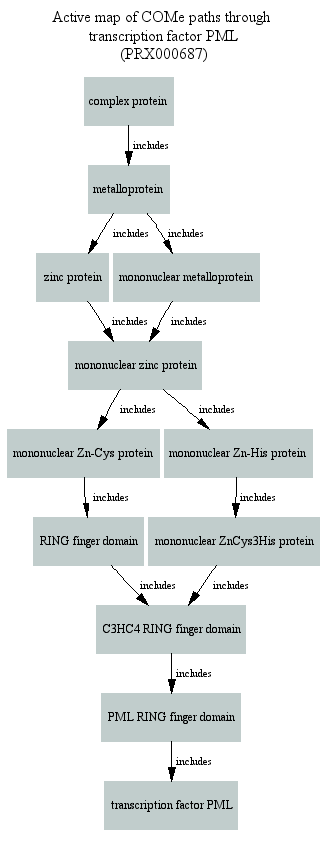 Active map of COMe paths through
transcription factor PML
(PRX000687)
complex protein
includes
metalloprotein
includes includes
zinc protein mononuclear metalloprotein
includes includes
mononuclear zinc protein
includes includes
mononuclear Zn-Cys protein mononuclear Zn-His protein
includes includes
RING finger domain mononuclear ZnCys3His protein
includes includes
C3HC4 RING finger domain
includes
PML RING finger domain
includes
transcription factor PML